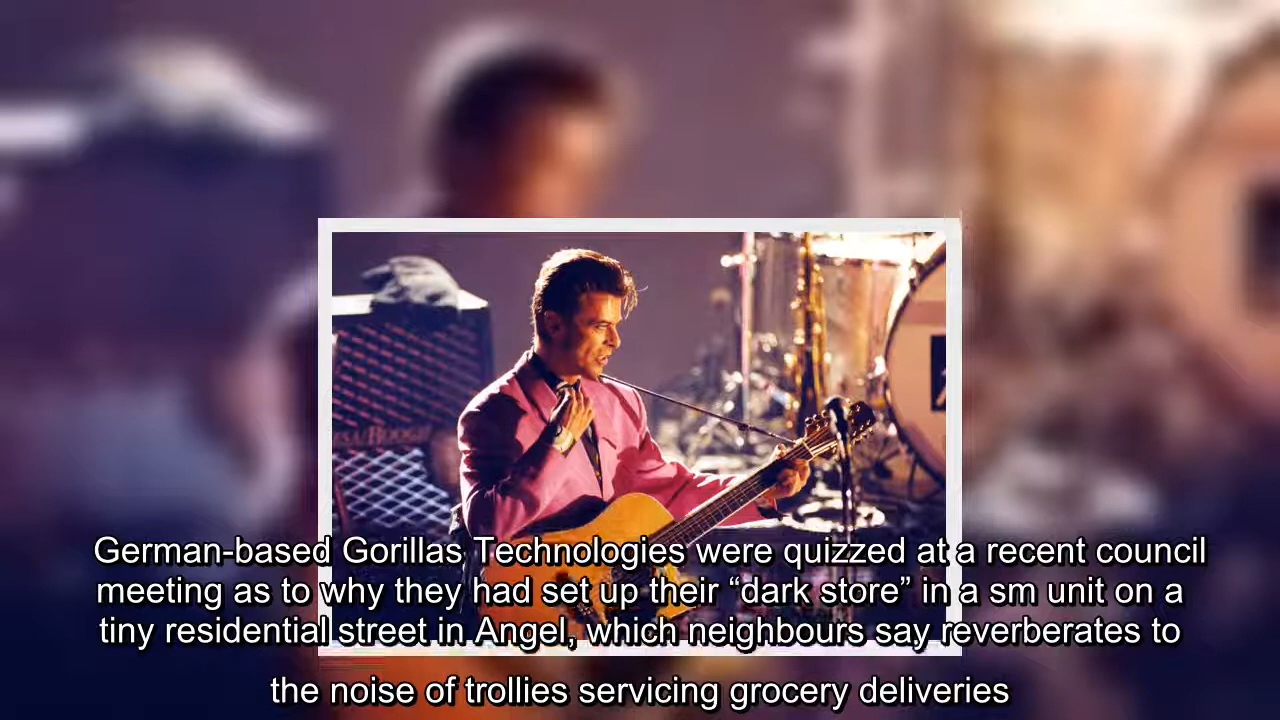 MESA/BOOGIE
German-based Gorillas Technologies were quizzed at a recent council
meeting as to why they had set up their “dark store” in a sm unit on a
tiny residential street in Angel, which neighbours say reverberates to
the noise of trollies servicing grocery deliveries